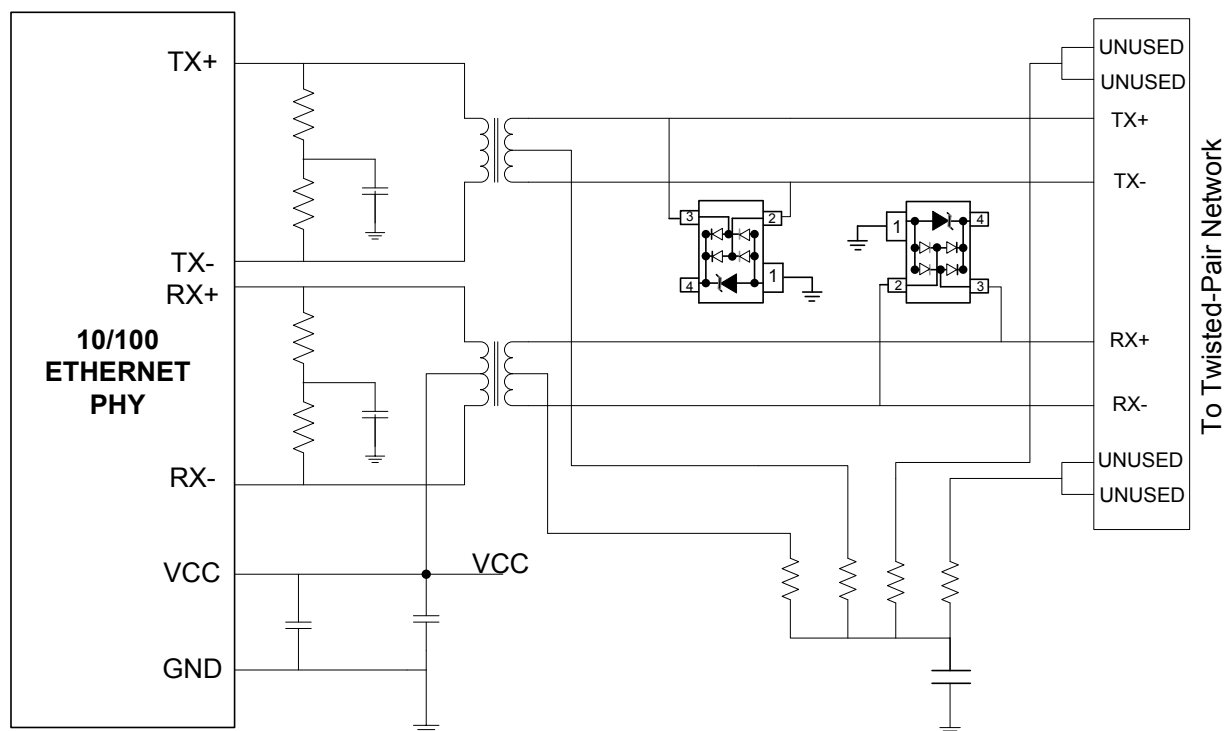 TX+
TX-
RX+
10/100
ETHERNET
PHY
RX-
VCC
GND
VCC
3
2
4
1
1
4
2
3
UNUSED
UNUSED
TX+
TX-
RX+
RX-
UNUSED
UNUSED
To Twisted-Pair Network